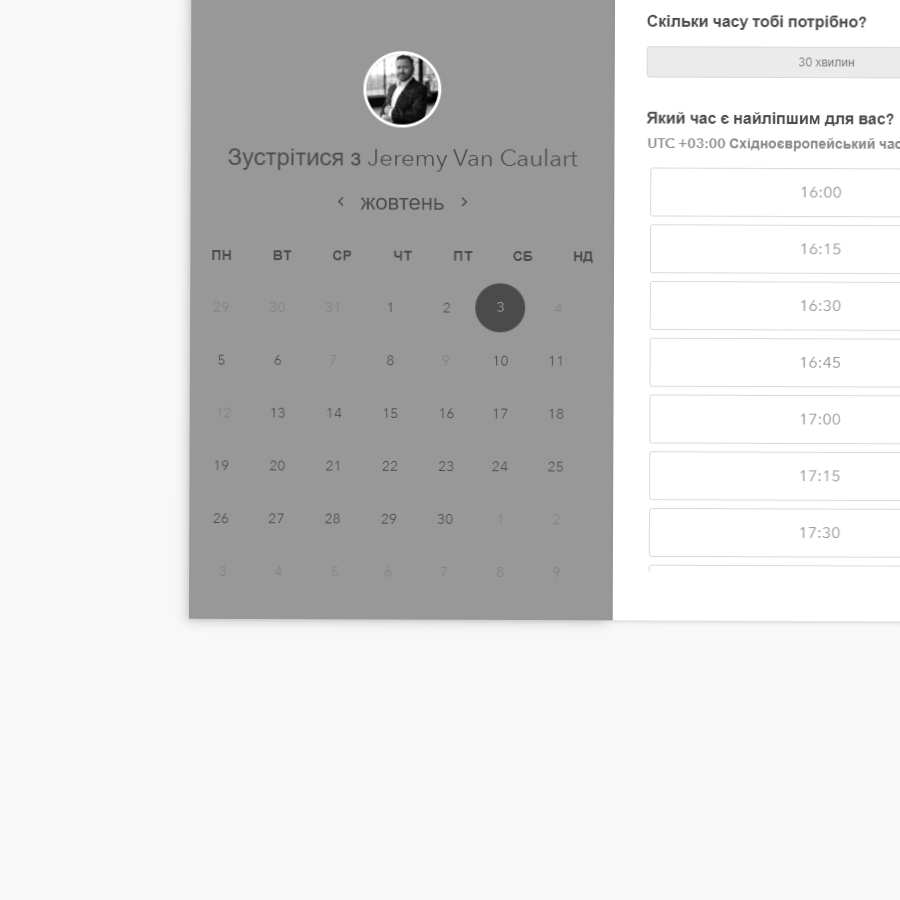 Зустрітися з Jeremy Van Caulart
‹ жовтень ›
ПН ВТ СР ЧТ ПТ СБ НД
29 30 31 1 2 3 4
5 6 7 8 9 10 11
12 13 14 15 16 17 18
19 20 21 22 23 24 25
26 27 28 29 30 1 2
3 4 5 6 7 8 9
Скільки часу тобі потрібно?
30 хвилин
Який час є найліпшим для вас?
UTC +03:00 Східноєвропейський час
16:00
16:15
16:30
16:45
17:00
17:15
17:30